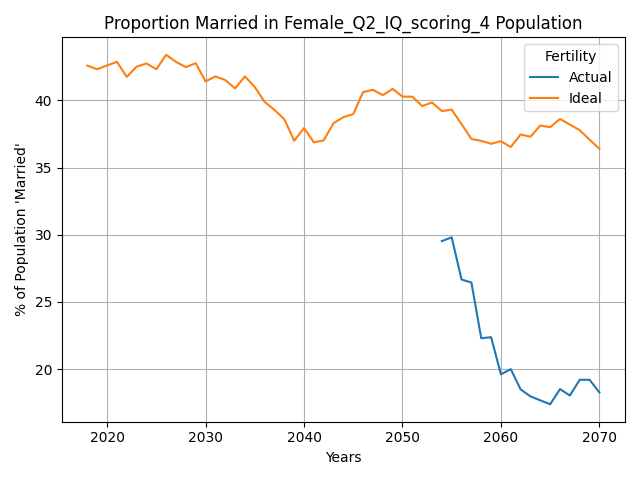 Proportion Married in Female_Q2_IQ_scoring_4 Population
Fertility
Actual
Ideal
% of Population 'Married'
40
35
30
25
20
2020 2030 2040 2050 2060 2070
Years